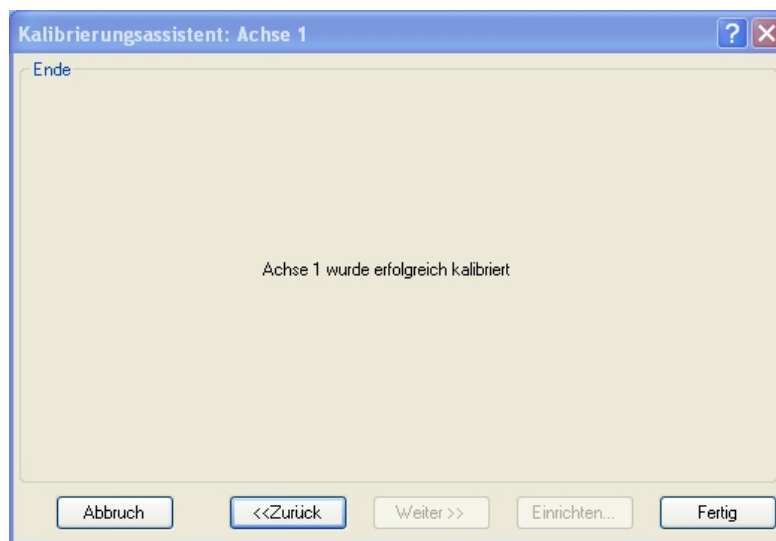 Kalibrierungsassistent: Achse 1
Ende
Achse 1 wurde erfolgreich kalibriert
Abbruch
<<Zurück
Weiter >>
Einrichten...
Fertig